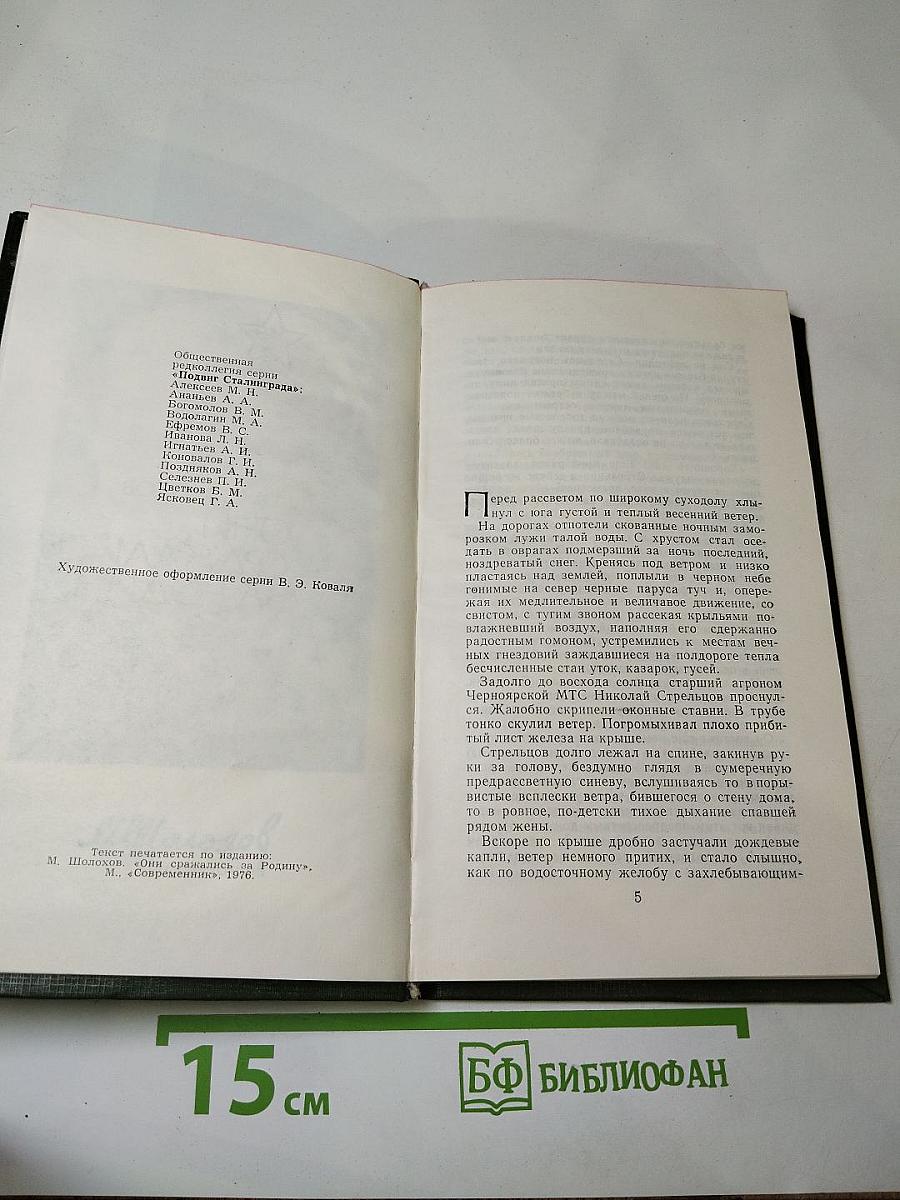 Общественная
редколлегия серии
«Подвиг Сталинграда»:
Алексеев М. Н.
Ананьев А. А.
Богомолов В. М.
Водолагин М. А.
Ефремов В. С.
Иванова Л. Н.
Игнатьев А. И.
Коновалов Г. И.
Поздняков А. Н.
Селезнев П. И.
Цветков Б. М.
Ясковец Г. А.
Художественное оформление серии В. Э. Коваля
Текст печатается по изданию:
М. Шолохов. «Они сражались за Родину»,
М., «Современник», 1976.
Перед рассветом по широкому суходолу хлы-
нул с юга густой и теплый весенний ветер.
На дорогах отпотели скованные ночным замо-
розком лужи талой воды. С хрустом стал осе-
дать в оврагах подмерзший за ночь последний,
ноздреватый снег. Кренясь под ветром и низко
пластаясь над землей, поплыли в черном небе
гонимые на север черные паруса туч и, опере-
жая их медлительное и величавое движение, со
свистом, с тугим звоном рассекая крыльями по-
влажневший воздух, наполняя его сдержанно
радостным гомоном, устремились к местам веч-
ных гнездовий заждавшиеся на полдороге тепла
бесчисленные стаи уток, казарок, гусей.
Задолго до восхода солнца старший агроном
Черноярской МТС Николай Стрельцов проснул-
ся. Жалобно скрипели оконные ставни. В трубе
тонко скулил ветер. Погромыхивал плохо приби-
тый лист железа на крыше.
Стрельцов долго лежал на спине, закинув ру-
ки за голову, бездумно глядя в сумеречную
предрассветную синеву, вслушиваясь то в поры-
вистые всплески ветра, бившегося о стену дома,
то в ровное, по-детски тихое дыхание спавшей
рядом жены.
Вскоре по крыше дробно застучали дождевые
капли, ветер немного притих, и стало слышно,
как по водосточному желобу с захлебывающим-
5
15 см
БФ БИБЛИОФАН